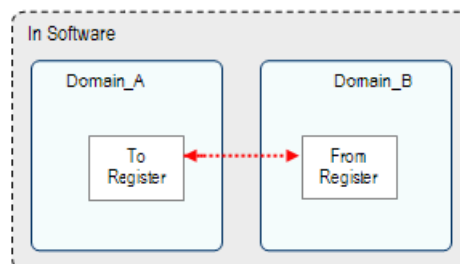 In Software
Domain_A
Domain_B
To
Register
From
Register